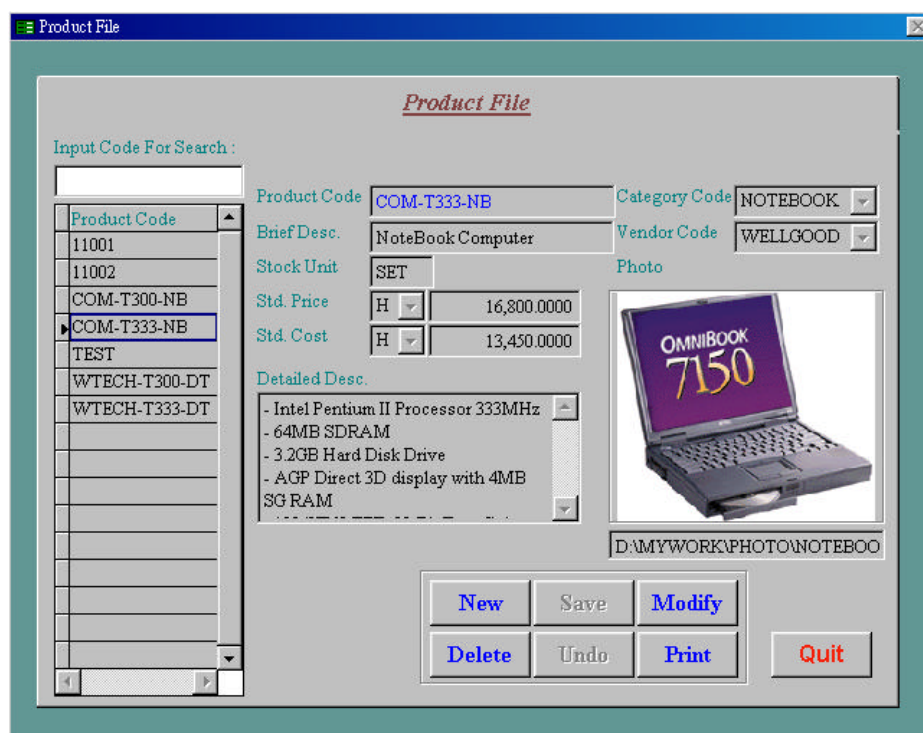 Product File
Product File
Input Code For Search :
Product Code
11001
11002
COM-T300-NB
COM-T333-NB
TEST
WTECH-T300-DT
WTECH-T333-DT
Product Code COM-T333-NB Category Code NOTEBOOK
Brief Desc. NoteBook Computer Vendor Code WELLGOOD
Stock Unit SET Photo
Std. Price H 16,800.0000
Std. Cost H 13,450.0000
OMNIBOOK
7150
Detailed Desc.
- Intel Pentium II Processor 333MHz
- 64MB SDRAM
- 3.2GB Hard Disk Drive
- AGP Direct 3D display with 4MB
SG RAM
D:\MYWORK\PHOTO\NOTEBOO
New Save Modify
Delete Undo Print Quit